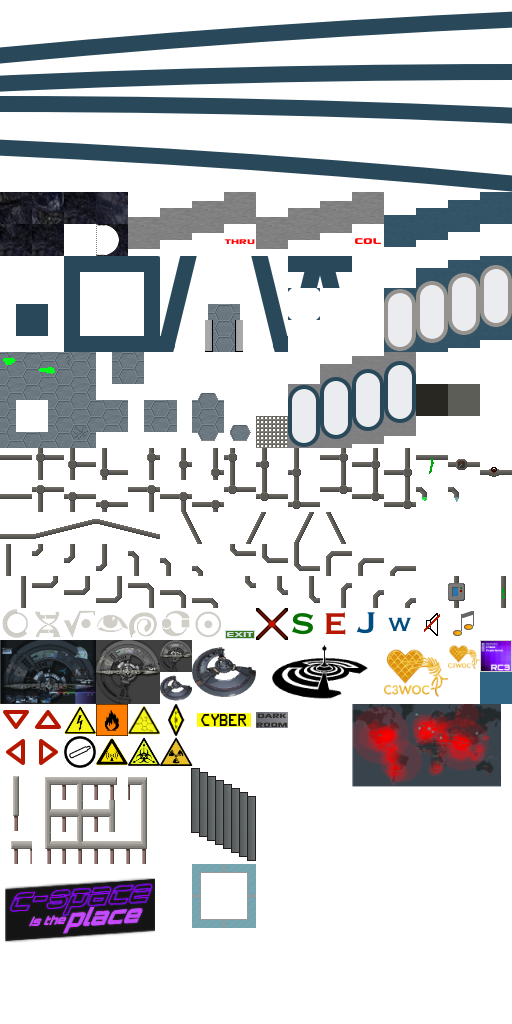 THRU
COL
EXIT
S
E
J
w
C3WOC
C3WOC
RC3
CYBER
DARK
ROOM
c-space
is the place